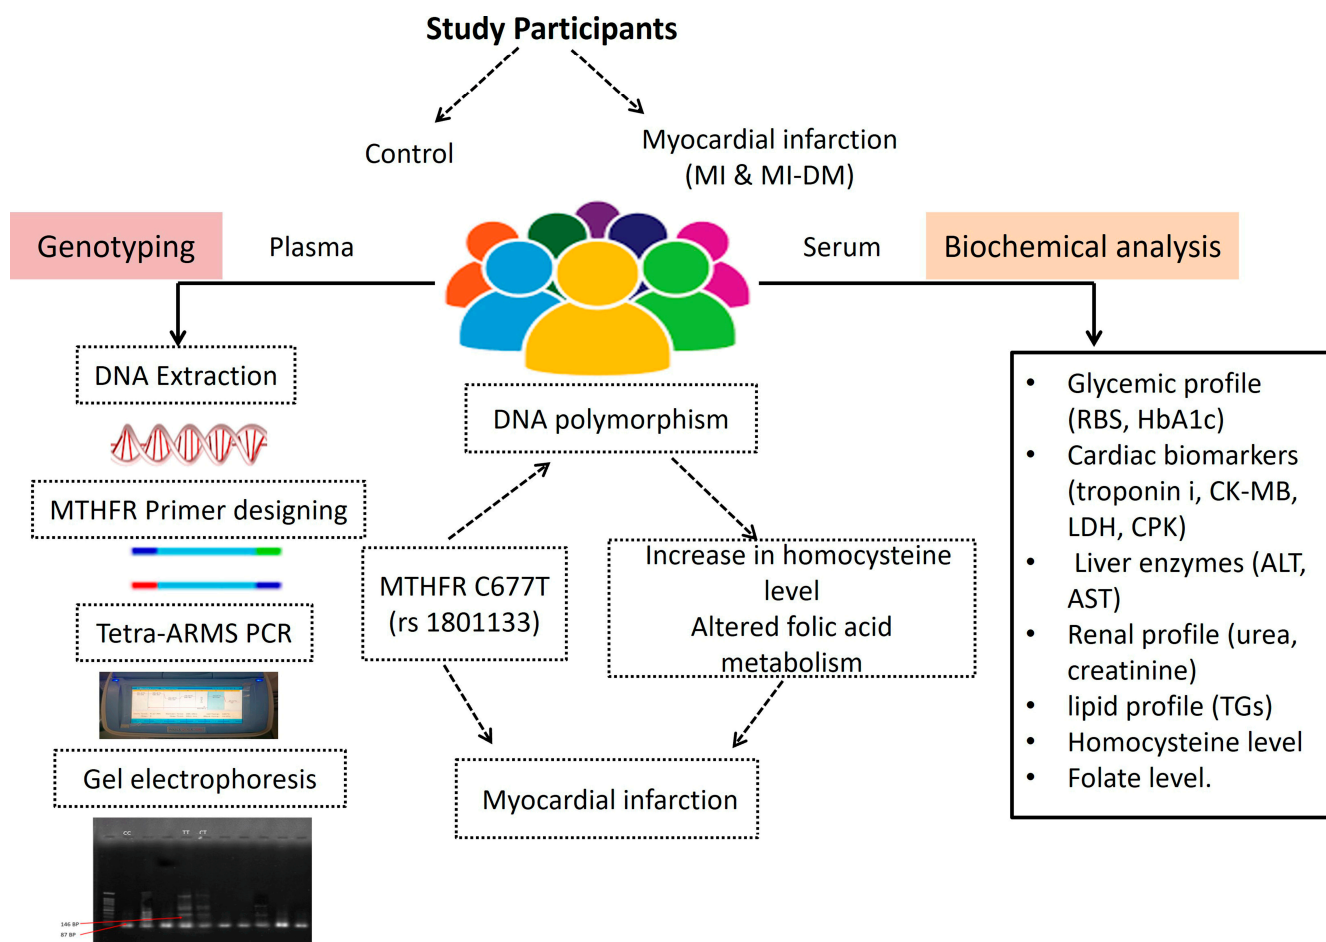 Study Participants
Control
Myocardial infarction
(MI & MI-DM)
Genotyping
Plasma
Serum
Biochemical analysis
DNA Extraction
MTHFR Primer designing
Tetra-ARMS PCR
Gel electrophoresis
CC
TT
CT
146 BP
87 BP
DNA polymorphism
MTHFR C677T
(rs 1801133)
Increase in homocysteine
level
Altered folic acid
metabolism
Myocardial infarction
• Glycemic profile
(RBS, HbA1c)
• Cardiac biomarkers
(troponin i, CK-MB,
LDH, CPK)
• Liver enzymes (ALT,
AST)
• Renal profile (urea,
creatinine)
• lipid profile (TGs)
• Homocysteine level
• Folate level.